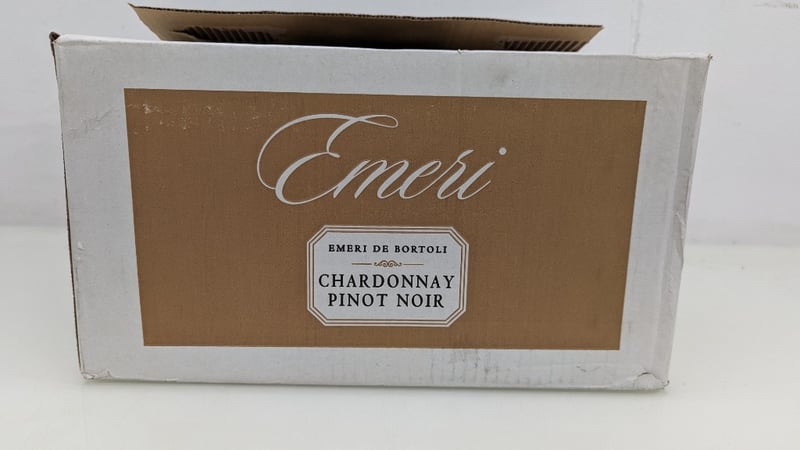 Emeri
EMERI DE BORTOLI
CHARDONNAY
PINOT NOIR